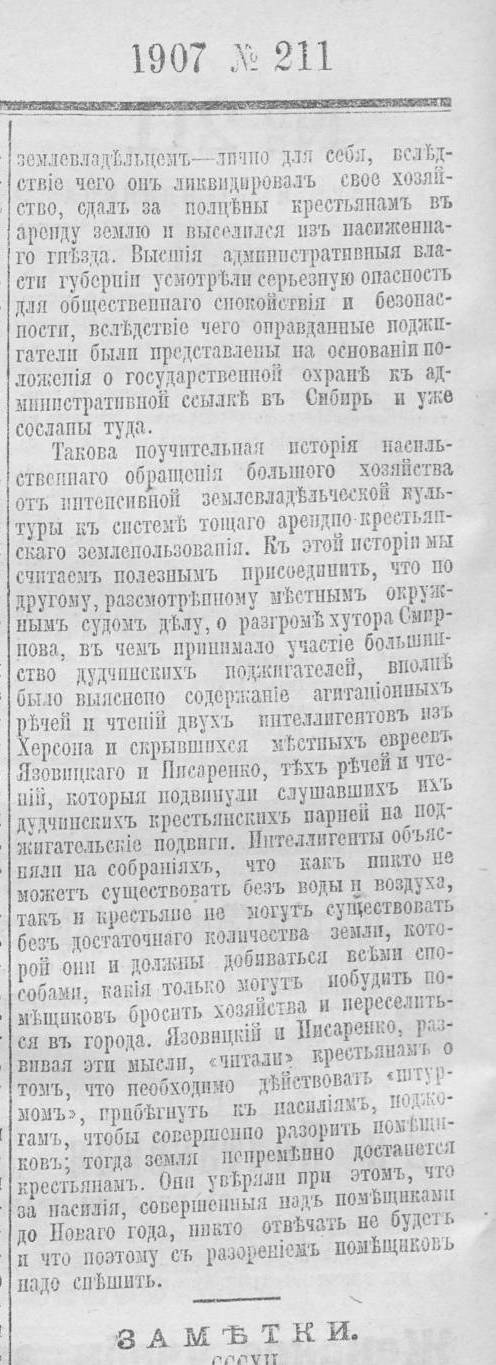 1907 № 211
землевладѣльцемъ—лично для себя, вслѣд-
ствіе чего онъ ликвидировалъ свое хозяй-
ство, сдалъ за полцѣны крестьянамъ въ
аренду землю и выселился изъ насиженна-
го гнѣзда. Высшія административныя вла-
сти губерніи усмотрѣли серьезную опасность
для общественнаго спокойствія и безопас-
ности, вслѣдствіе чего оправданные поджи-
гатели были представлены на основаніи по-
ложенія о государственной охранѣ къ ад-
министративной ссылкѣ въ Сибирь и уже
сосланы туда.
Такова поучительная исторія насиль-
ственнаго обращенія большого хозяйства
отъ интенсивной землевладѣльческой куль-
туры къ системѣ тощаго арендно-крестьян-
скаго землепользованія. Къ этой исторіи мы
считаемъ полезнымъ присоединить, что по
другому, разсмотрѣнному мѣстнымъ окруж-
нымъ судомъ дѣлу, о разгромѣ хутора Смир-
нова, въ чемъ принимало участіе большин-
ство дудчинскихъ поджигателей, вполнѣ
было выяснено содержаніе агитаціонныхъ
рѣчей и чтеній двухъ интеллигентовъ изъ
Херсона и скрывшихся мѣстныхъ евреевъ
Язовицкаго и Писаренко, тѣхъ рѣчей и чте-
ній, которыя подвинули слушавшихъ ихъ
дудчинскихъ крестьянскихъ парней на под-
жигательскіе подвиги. Интеллигенты объяс-
няли на собраніяхъ, что какъ никто не
можетъ существовать безъ воды и воздуха,
такъ и крестьяне не могутъ существовать
безъ достаточнаго количества земли, кото-
рой они и должны добиваться всѣми спо-
собами, какія только могутъ побудить по-
мѣщиковъ бросить хозяйства и переселить-
ся въ города. Язовицкій и Писаренко, раз-
вивая эти мысли, «читали» крестьянамъ о
томъ, что необходимо дѣйствовать «штур-
момъ», прибѣгнуть къ насиліямъ, поджо-
гамъ, чтобы совершенно разорить помѣщи-
ковъ; тогда земля непремѣнно достанется
крестьянамъ. Они увѣряли при этомъ, что
за насилія, совершенныя надъ помѣщиками
до Новаго года, никто отвѣчать не будетъ
и что поэтому съ разореніемъ помѣщиковъ
надо спѣшить.
ЗАМѢТКИ.